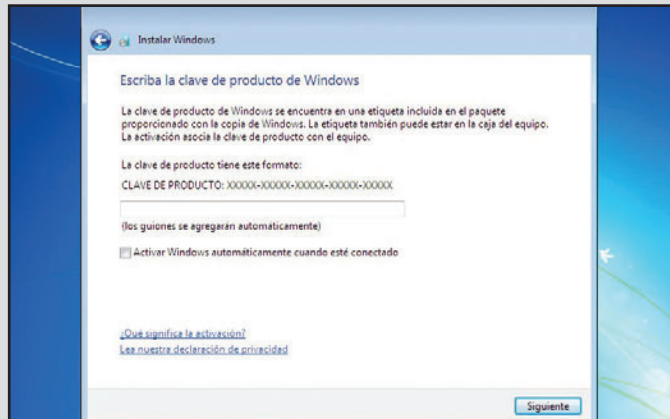 Instalar Windows
Escriba la clave de producto de Windows
La clave de producto de Windows se encuentra en una etiqueta incluida en el paquete
proporcionado con la copia de Windows. La etiqueta también puede estar en la caja del equipo.
La activación asocia la clave de producto con el equipo.
La clave de producto tiene este formato:
CLAVE DE PRODUCTO: XXXXX-XXXXX-XXXXX-XXXXX-XXXXX
(los guiones se agregarán automáticamente)
Activar Windows automáticamente cuando esté conectado
¿Qué significa la activación?
Lea nuestra declaración de privacidad
Siguiente